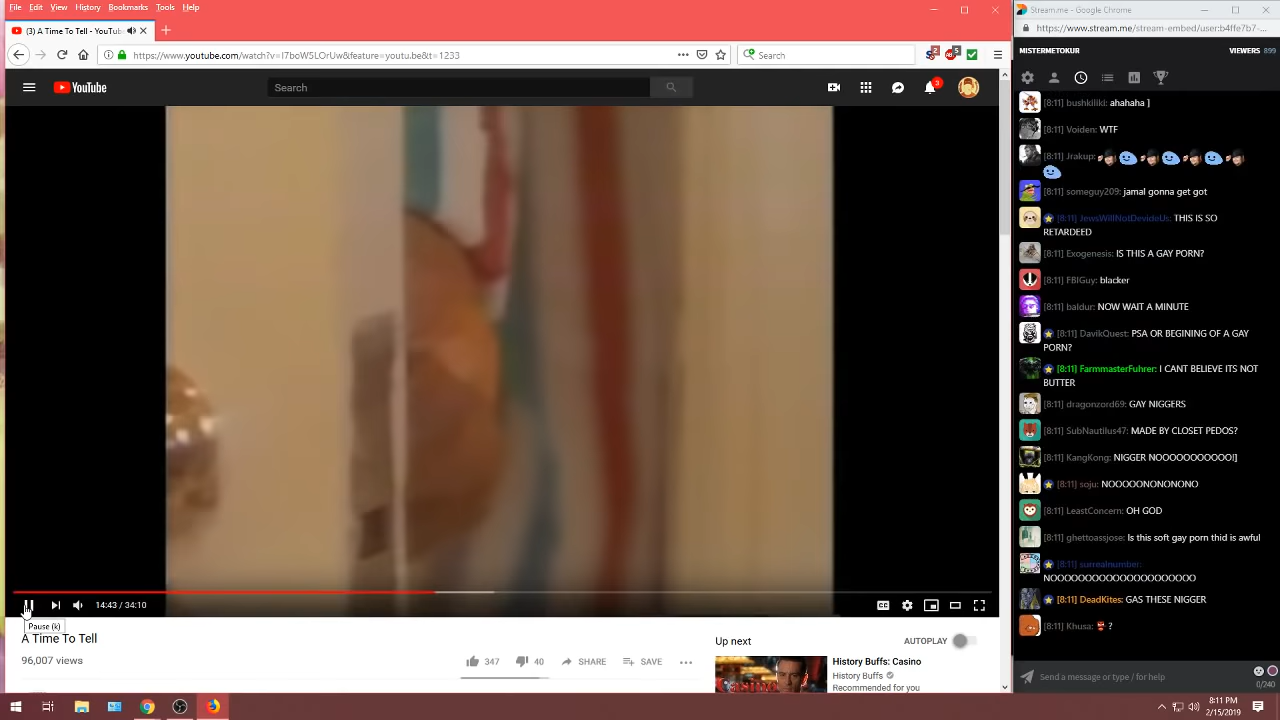 File Edit View History Bookmarks Tools Help
(3) A Time To Tell - YouTube
https://www.youtube.com/watch?v=I7boW5LOrUw&feature=youtu.be&t=1233
Search
2
5
YouTube
Search
3
Pause (k)
14:43 / 34:10
A Time To Tell
96,007 views
347
40
SHARE
SAVE
Up next
AUTOPLAY
History Buffs: Casino
History Buffs
Recommended for you
Stream.me - Google Chrome
https://www.stream.me/stream-embed/user:b4ffe7b7-...
MISTERMETOKUR
VIEWERS 899
[8:11] bushkiliki: ahahaha ]
[8:11] Voiden: WTF
[8:11] Jrakup:
[8:11] someguy209: jamal gonna get got
[8:11] JewsWillNotDevideUs: THIS IS SO
RETARDEED
[8:11] Exogenesis: IS THIS A GAY PORN?
[8:11] FBIGuy: blacker
[8:11] baldur: NOW WAIT A MINUTE
[8:11] DavikQuest: PSA OR BEGINING OF A GAY
PORN?
[8:11] FarmmasterFuhrer: I CANT BELIEVE ITS NOT
BUTTER
[8:11] dragonzord69: GAY NIGGERS
[8:11] SubNautilus47: MADE BY CLOSET PEDOS?
[8:11] KangKong: NIGGER NOOOOOOOOOOO!]
[8:11] soju: NOOOOONONONONO
[8:11] LeastConcern: OH GOD
[8:11] ghettoassjose: Is this soft gay porn thid is awful
[8:11] surrealnumber:
NOOOOOOOOOOOOOOOOOOOOO
[8:11] DeadKites: GAS THESE NIGGER
[8:11] Khusa: ?
Send a message or type / for help
0/240
8:11 PM
2/15/2019